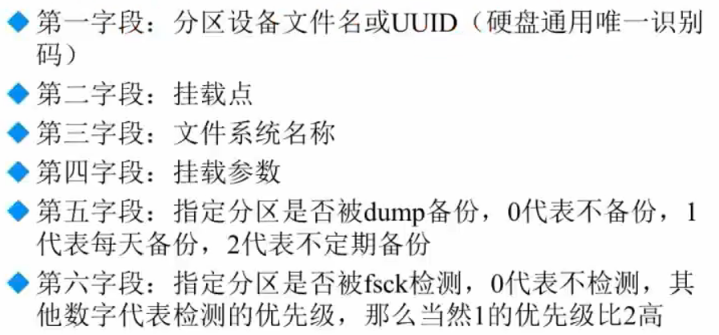 第一字段：分区设备文件名或UUID（硬盘通用唯一识别
码）
第二字段：挂载点
第三字段：文件系统名称
第四字段：挂载参数
第五字段：指定分区是否被dump备份，0代表不备份，1
代表每天备份，2代表不定期备份
第六字段：指定分区是否被fsck检测，0代表不检测，其
他数字代表检测的优先级，那么当然1的优先级比2高